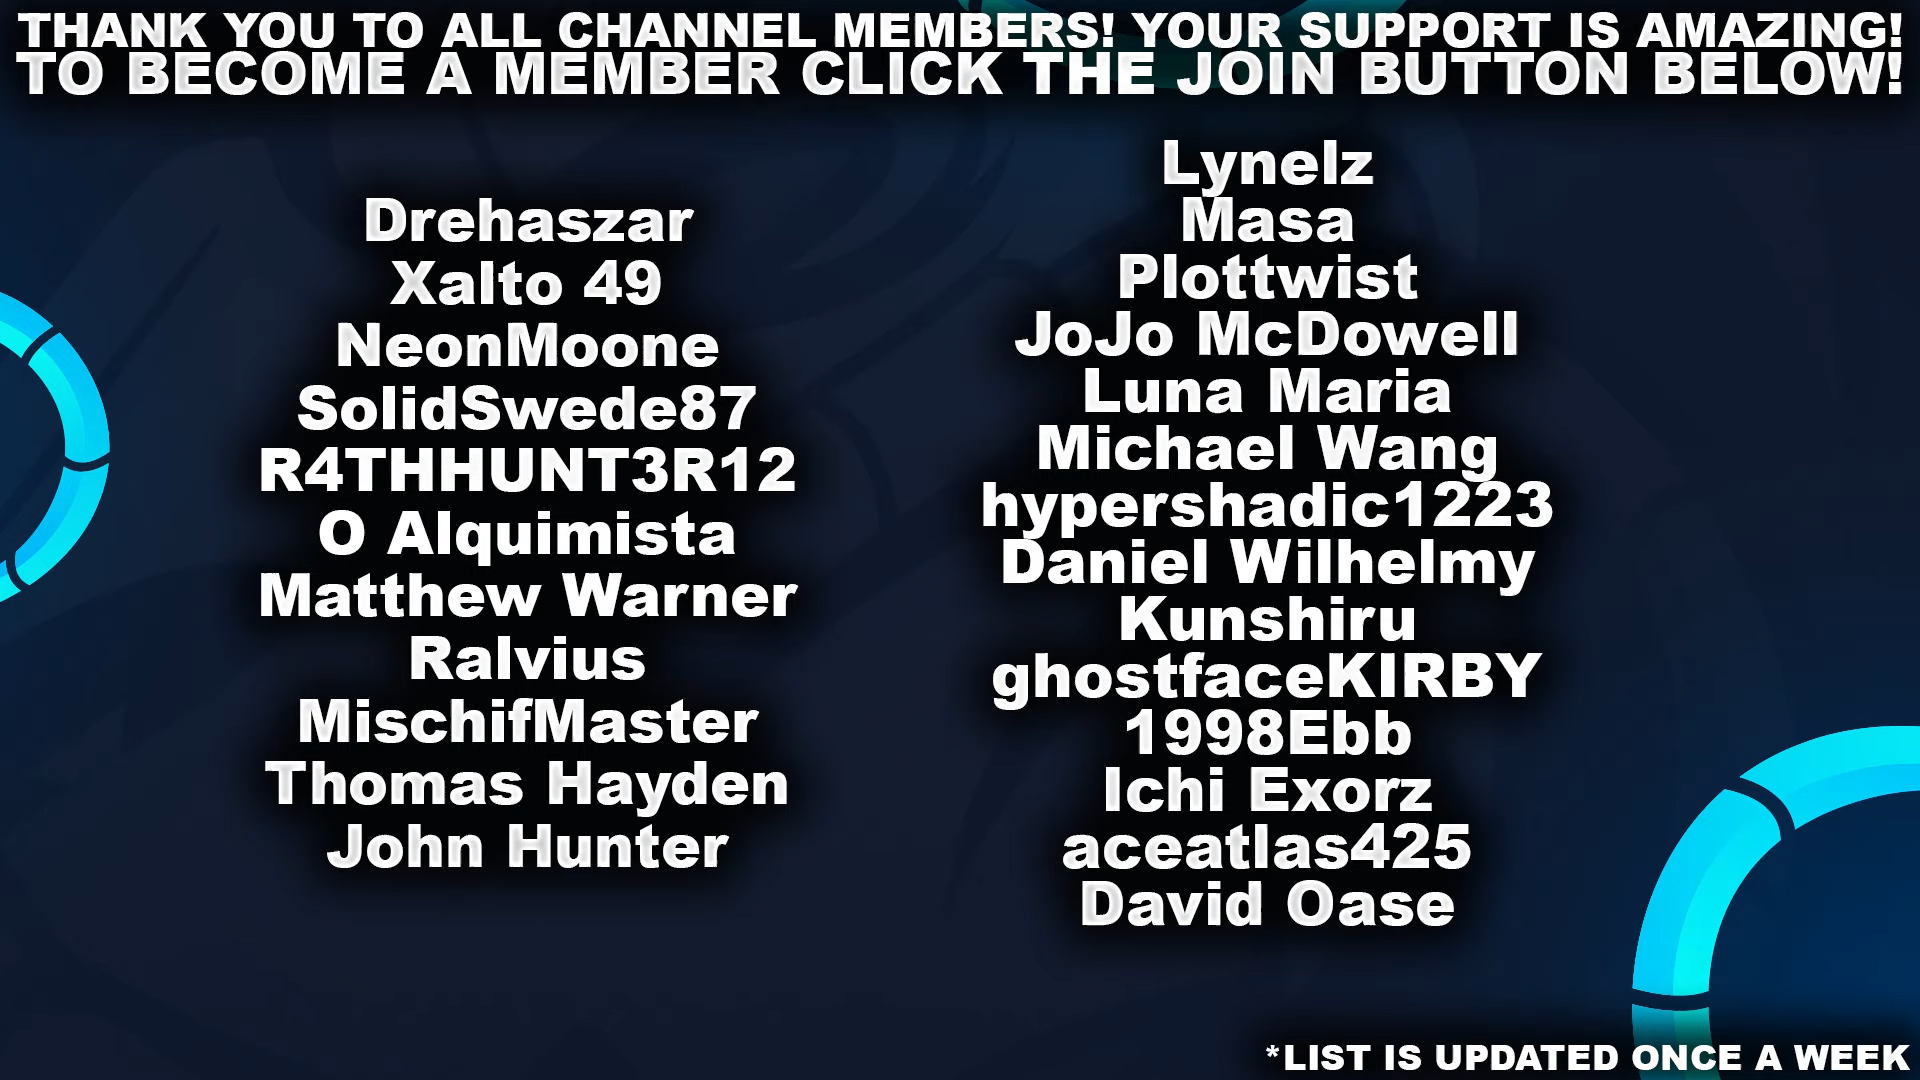 THANK YOU TO ALL CHANNEL MEMBERS! YOUR SUPPORT IS AMAZING!
TO BECOME A MEMBER CLICK THE JOIN BUTTON BELOW!
Drehaszar
Xalto 49
NeonMoone
SolidSwede87
R4THHUNT3R12
O Alquimista
Matthew Warner
Ralvius
MischifMaster
Thomas Hayden
John Hunter
Lynelz
Masa
Plottwist
JoJo McDowell
Luna Maria
Michael Wang
hypershadic1223
Daniel Wilhelmy
Kunshiru
ghostfaceKIRBY
1998Ebb
Ichi Exorz
aceatlas425
David Oase
*LIST IS UPDATED ONCE A WEEK